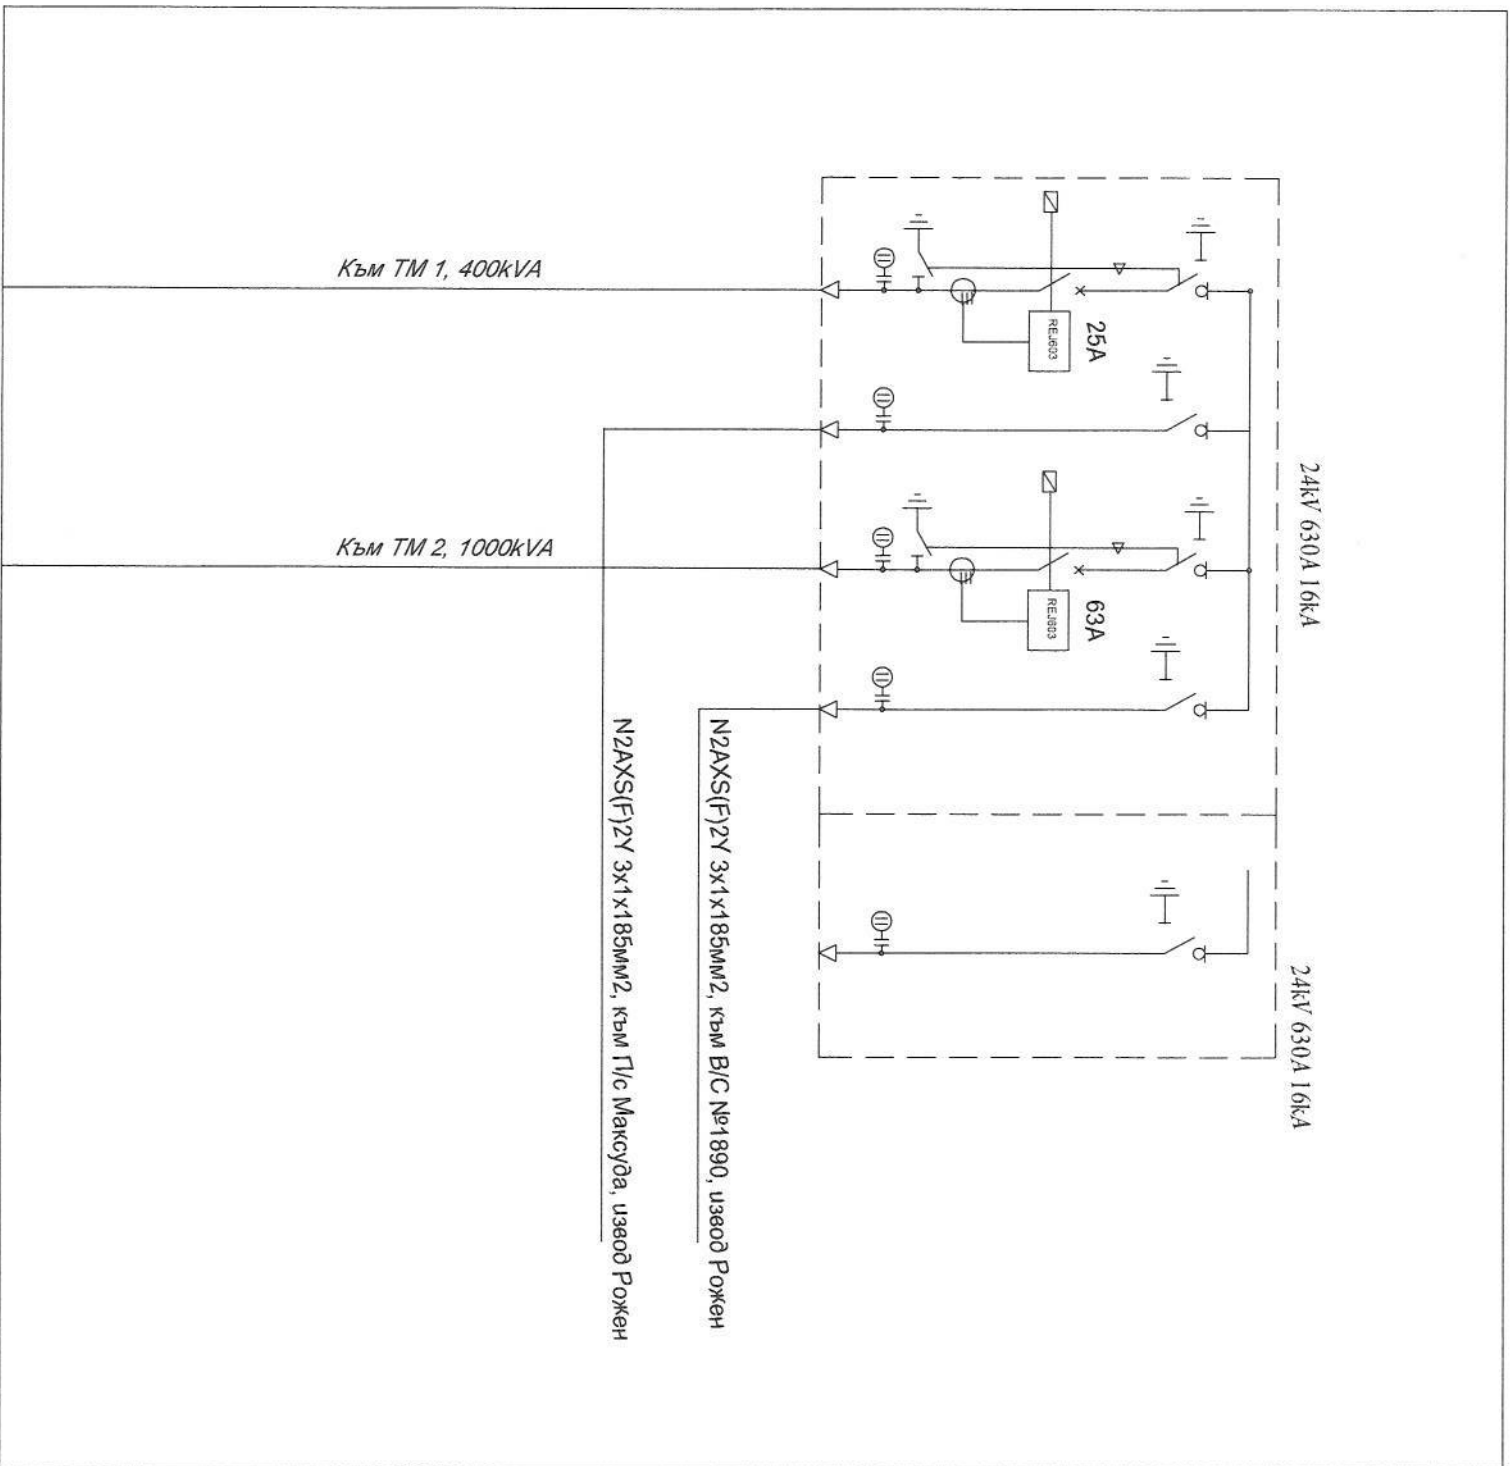 24kV 630A 16kA
24kV 630A 16kA
25A
REJ603
63A
REJ603
Към ТМ 1, 400kVA
Към ТМ 2, 1000kVA
N2AXS(F)2Y 3x1x185мм2, към В/С №1890, извод Рожен
N2AXS(F)2Y 3x1x185мм2, към П/с Максуда, извод Рожен